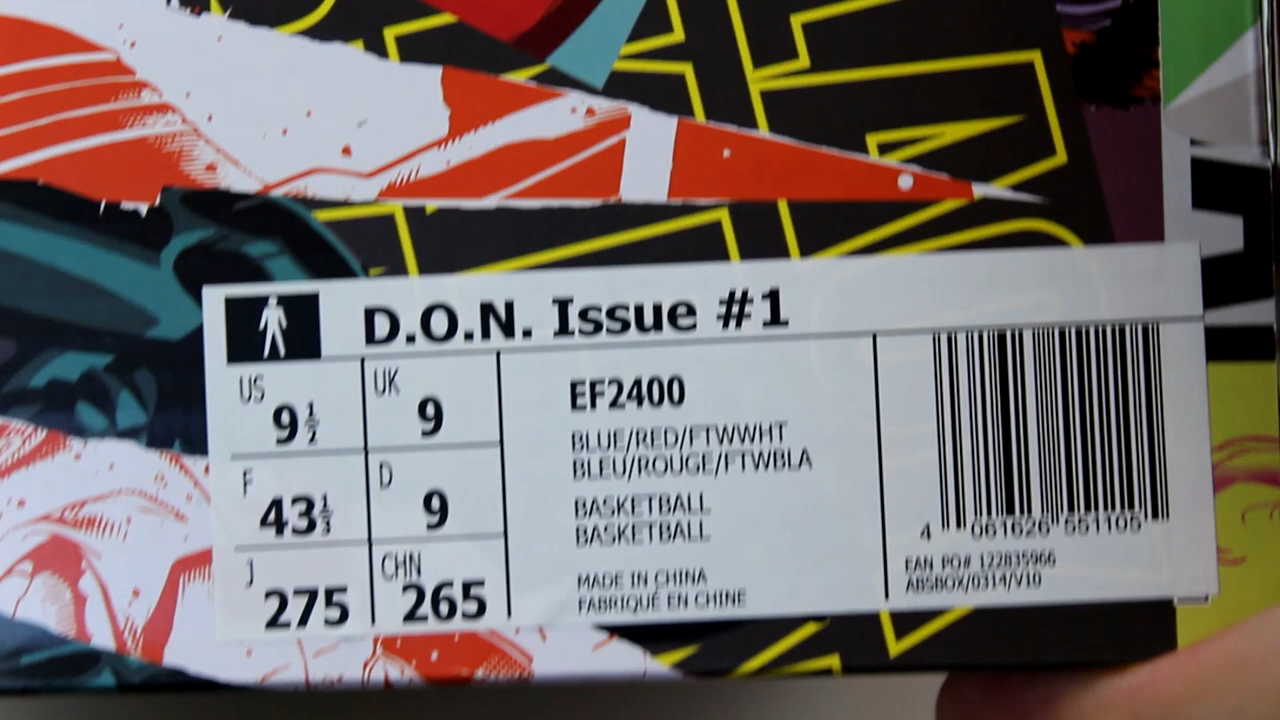 D.O.N. Issue #1
US 9½
UK 9
F 43⅓
D 9
J 275
CHN 265
EF2400
BLUE/RED/FTWWHT
BLEU/ROUGE/FTWBLA
BASKETBALL
BASKETBALL
MADE IN CHINA
FABRIQUÉ EN CHINE
4 061626 551105
EAN PO# 122835966
ABSBOX/0314/V10